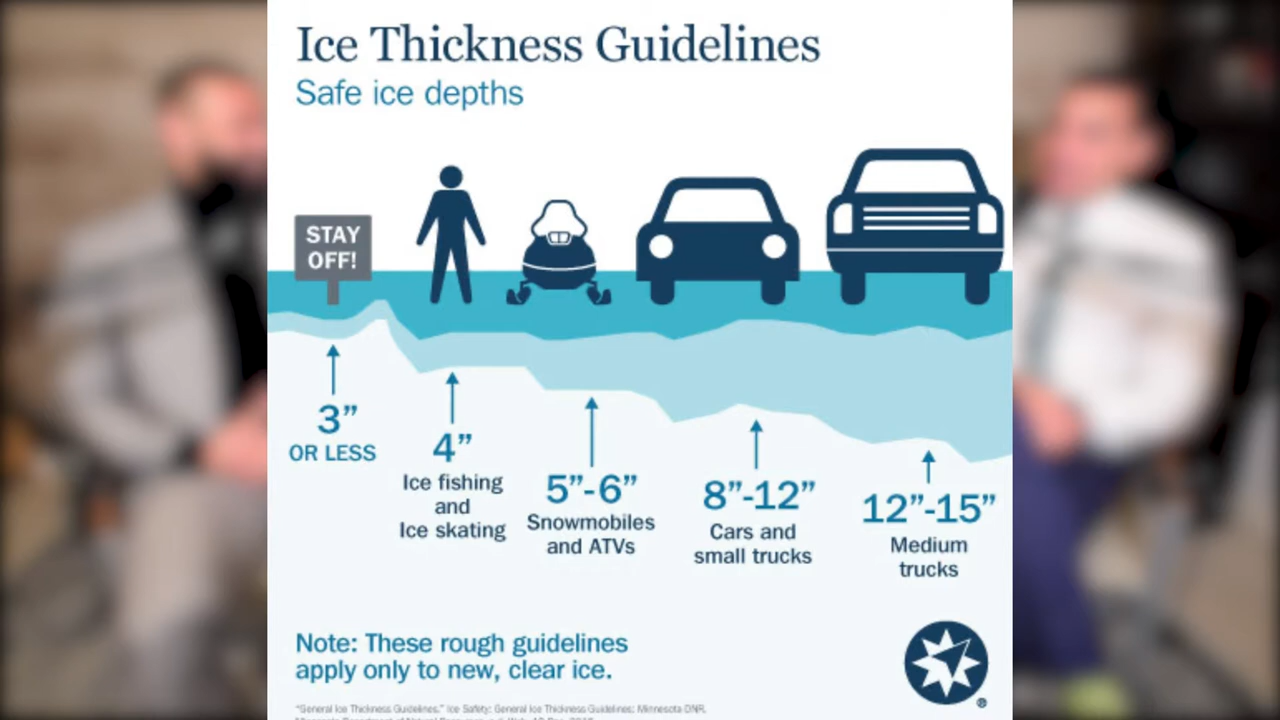 Ice Thickness Guidelines
Safe ice depths
STAY
OFF!
3”
OR LESS
4”
Ice fishing
and
Ice skating
5”-6”
Snowmobiles
and ATVs
8”-12”
Cars and
small trucks
12”-15”
Medium
trucks
Note: These rough guidelines
apply only to new, clear ice.
®
“General Ice Thickness Guidelines.” Ice Safety: General Ice Thickness Guidelines: Minnesota DNR,